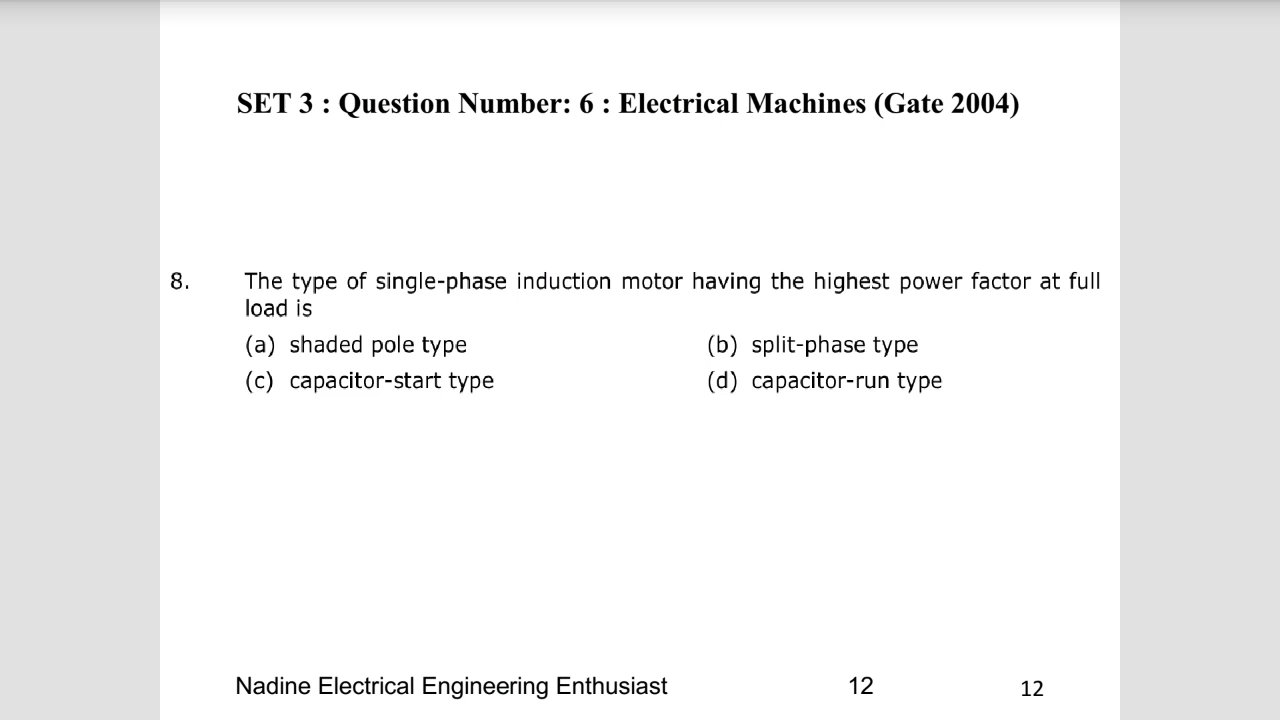 SET 3 : Question Number: 6 : Electrical Machines (Gate 2004)
8. The type of single-phase induction motor having the highest power factor at full
load is
(a) shaded pole type (b) split-phase type
(c) capacitor-start type (d) capacitor-run type
Nadine Electrical Engineering Enthusiast 12 12